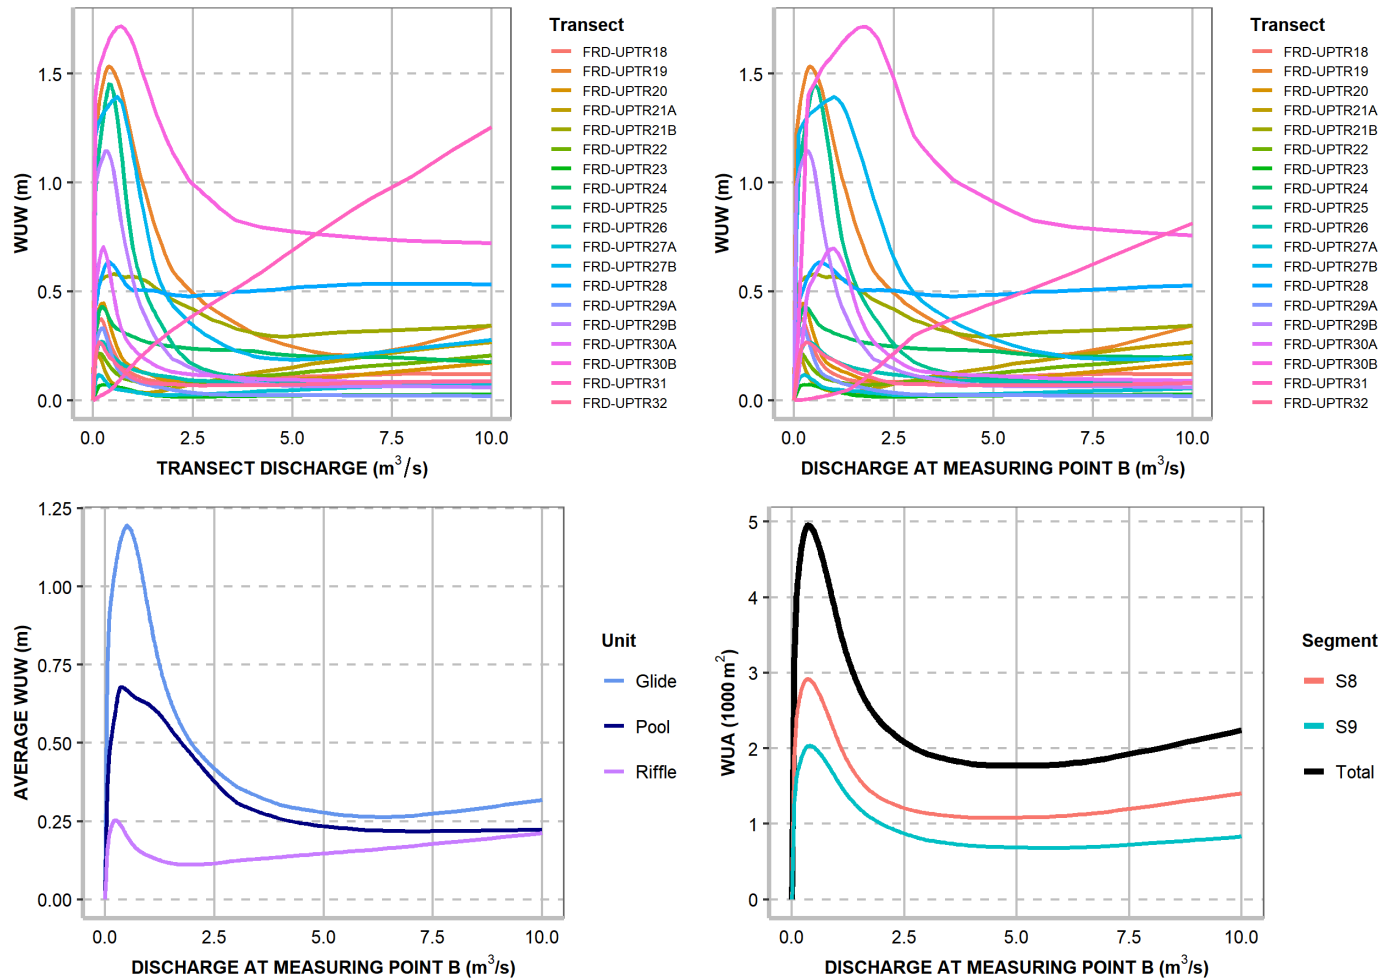 Transect
FRD-UPTR18
FRD-UPTR19
FRD-UPTR20
FRD-UPTR21A
FRD-UPTR21B
FRD-UPTR22
FRD-UPTR23
FRD-UPTR24
FRD-UPTR25
FRD-UPTR26
FRD-UPTR27A
FRD-UPTR27B
FRD-UPTR28
FRD-UPTR29A
FRD-UPTR29B
FRD-UPTR30A
FRD-UPTR30B
FRD-UPTR31
FRD-UPTR32
WUW (m)
1.5
1.0
0.5
0.0
0.0 2.5 5.0 7.5 10.0
TRANSECT DISCHARGE (m³/s)
Transect
FRD-UPTR18
FRD-UPTR19
FRD-UPTR20
FRD-UPTR21A
FRD-UPTR21B
FRD-UPTR22
FRD-UPTR23
FRD-UPTR24
FRD-UPTR25
FRD-UPTR26
FRD-UPTR27A
FRD-UPTR27B
FRD-UPTR28
FRD-UPTR29A
FRD-UPTR29B
FRD-UPTR30A
FRD-UPTR30B
FRD-UPTR31
FRD-UPTR32
WUW (m)
1.5
1.0
0.5
0.0
0.0 2.5 5.0 7.5 10.0
DISCHARGE AT MEASURING POINT B (m³/s)
AVERAGE WUW (m)
1.25
1.00
0.75
0.50
0.25
0.00
0.0 2.5 5.0 7.5 10.0
DISCHARGE AT MEASURING POINT B (m³/s)
Unit
Glide
Pool
Riffle
WUA (1000 m²)
5
4
3
2
1
0
0.0 2.5 5.0 7.5 10.0
DISCHARGE AT MEASURING POINT B (m³/s)
Segment
S8
S9
Total